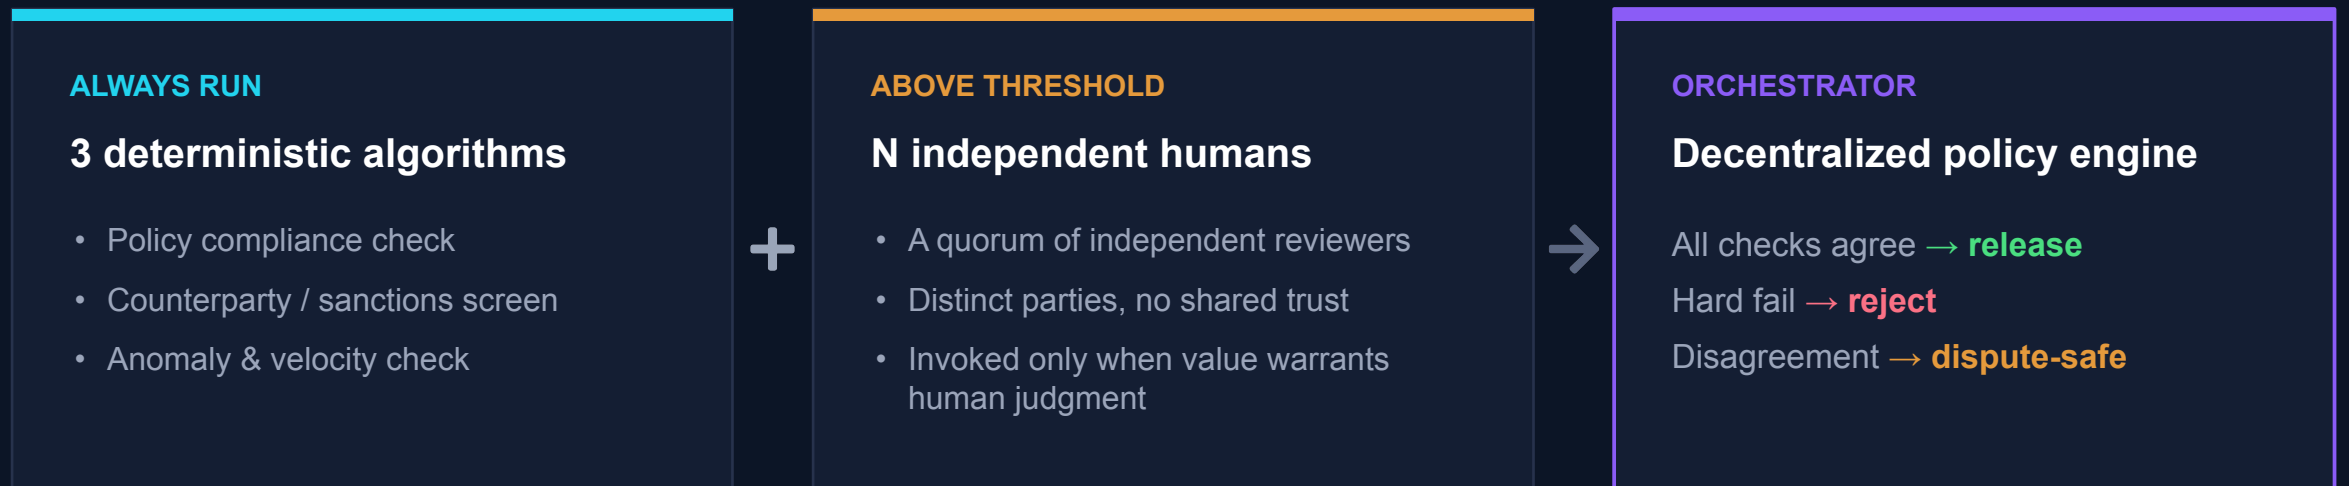 ALWAYS RUN
3 deterministic algorithms
• Policy compliance check
• Counterparty / sanctions screen
• Anomaly & velocity check
+
ABOVE THRESHOLD
N independent humans
• A quorum of independent reviewers
• Distinct parties, no shared trust
• Invoked only when value warrants
human judgment
→
ORCHESTRATOR
Decentralized policy engine
All checks agree → release
Hard fail → reject
Disagreement → dispute-safe